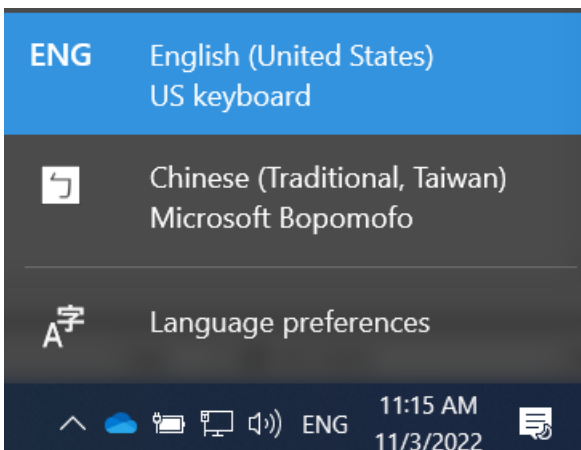 ENG English (United States)
US keyboard
ㄅ Chinese (Traditional, Taiwan)
Microsoft Bopomofo
A字 Language preferences
ENG 11:15 AM
11/3/2022